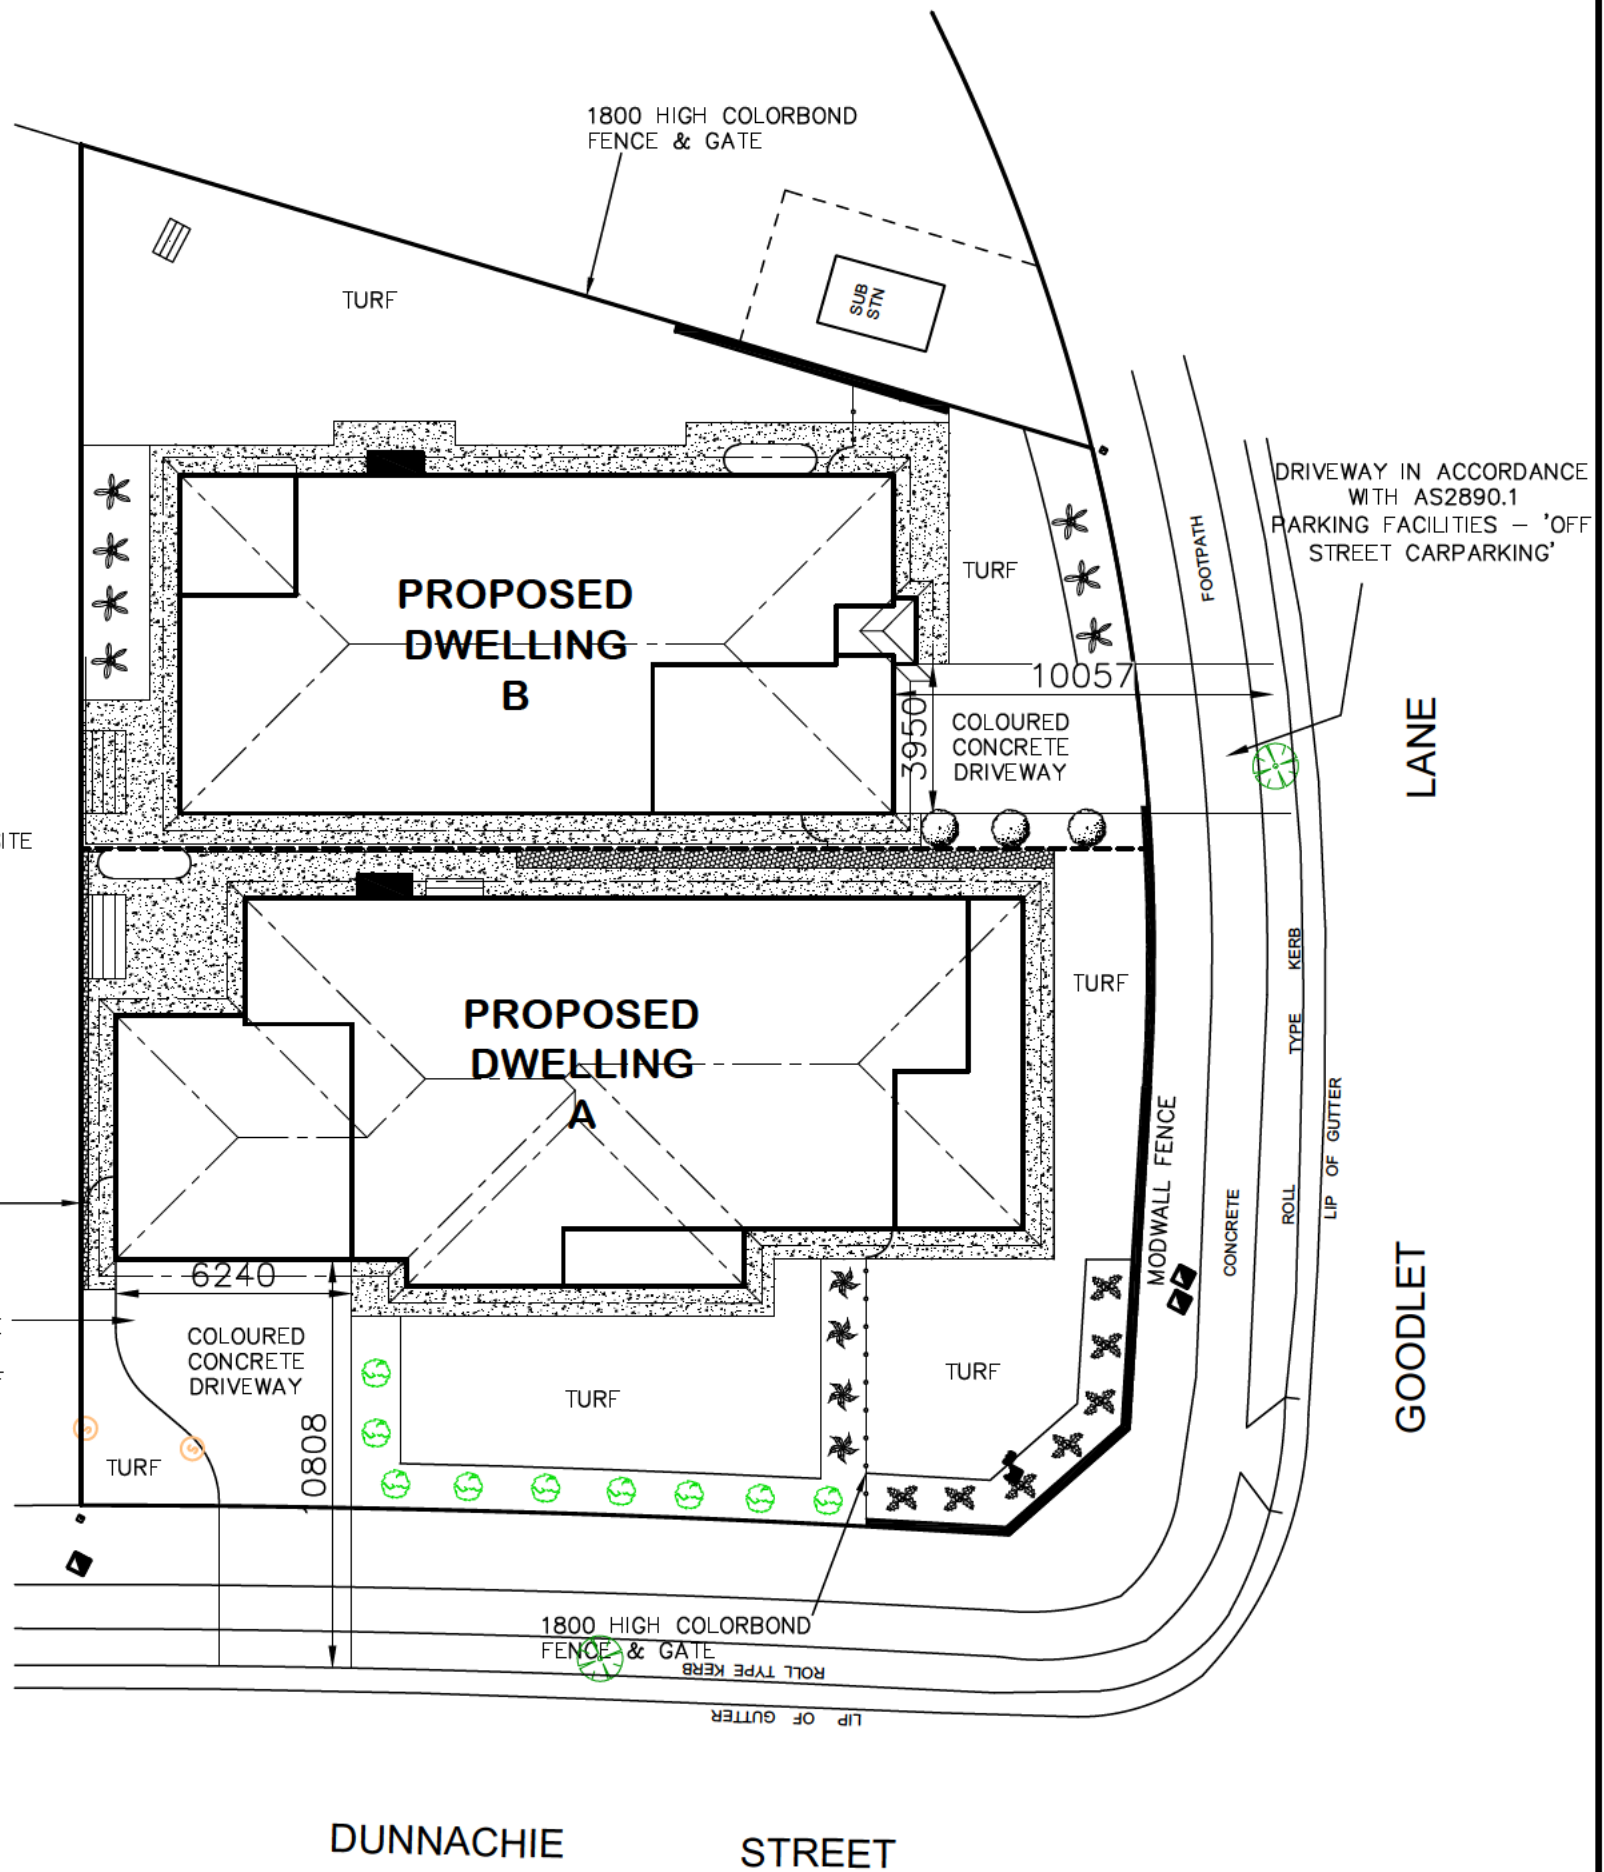 1800 HIGH COLORBOND
FENCE & GATE
SUB
STN
TURF
DRIVEWAY IN ACCORDANCE
WITH AS2890.1
PARKING FACILITIES – 'OFF
STREET CARPARKING'
FOOTPATH
TURF
PROPOSED
DWELLING
B
10057
3950
COLOURED
CONCRETE
DRIVEWAY
LANE
ITE
TURF
KERB
TYPE
ROLL
PROPOSED
DWELLING
A
LIP OF GUTTER
MODWALL FENCE
CONCRETE
GOODLET
6240
COLOURED
CONCRETE
DRIVEWAY
TURF
TURF
TURF
10808
S
S
1800 HIGH COLORBOND
FENCE & GATE
ROLL TYPE KERB
LIP OF GUTTER
DUNNACHIE STREET